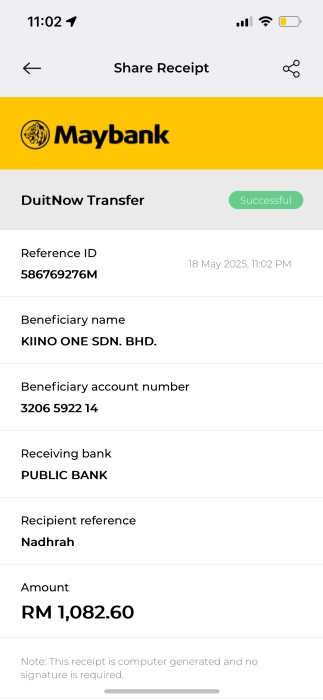 11:02
Share Receipt
Maybank
DuitNow Transfer
Successful
Reference ID
18 May 2025, 11:02 PM
586769276M
Beneficiary name
KIINO ONE SDN. BHD.
Beneficiary account number
3206 5922 14
Receiving bank
PUBLIC BANK
Recipient reference
Nadhrah
Amount
RM 1,082.60
Note: This receipt is computer generated and no
signature is required.